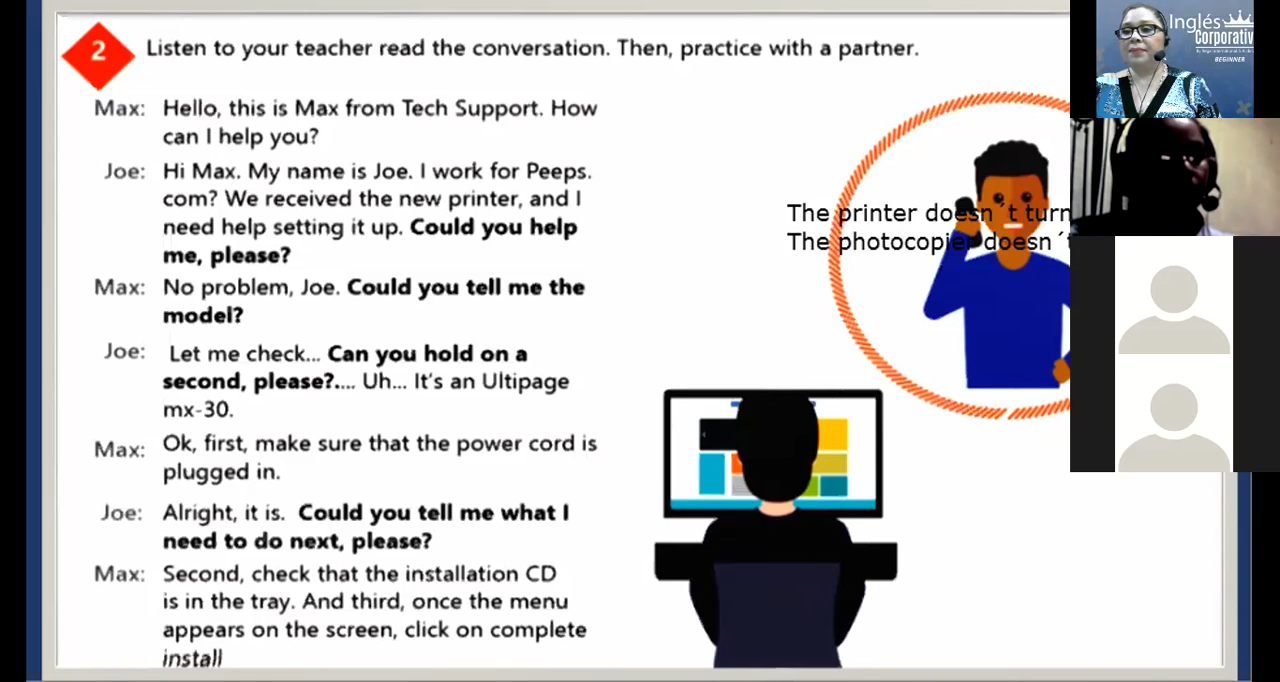 2
Listen to your teacher read the conversation. Then, practice with a partner.
Max: Hello, this is Max from Tech Support. How
can I help you?
Joe: Hi Max. My name is Joe. I work for Peeps.
com? We received the new printer, and I
need help setting it up. Could you help
me, please?
Max: No problem, Joe. Could you tell me the
model?
Joe: Let me check... Can you hold on a
second, please?.... Uh... It's an Ultipage
mx-30.
Max: Ok, first, make sure that the power cord is
plugged in.
Joe: Alright, it is. Could you tell me what I
need to do next, please?
Max: Second, check that the installation CD
is in the tray. And third, once the menu
appears on the screen, click on complete
install
The printer doesn´t turn
The photocopier doesn´t
Inglés
Corporativ
BEGINNER